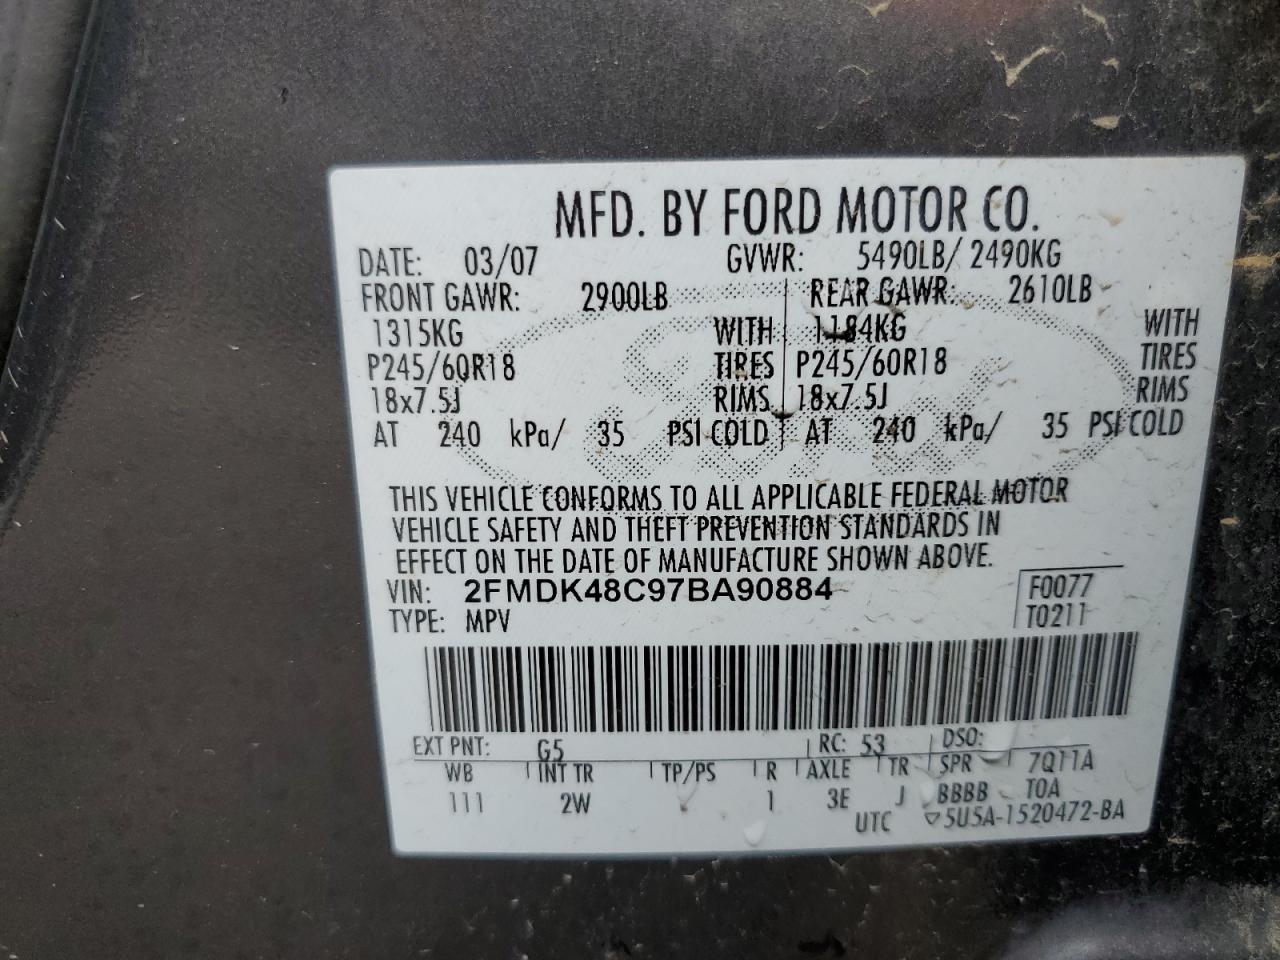 MFD. BY FORD MOTOR CO.
DATE: 03/07 GVWR: 5490LB/ 2490KG
FRONT GAWR: 2900LB REAR GAWR: 2610LB
1315KG WITH 1184KG WITH
P245/60R18 TIRES P245/60R18 TIRES
18x7.5J RIMS 18x7.5J RIMS
AT 240 kPa/ 35 PSI COLD AT 240 kPa/ 35 PSI COLD
THIS VEHICLE CONFORMS TO ALL APPLICABLE FEDERAL MOTOR
VEHICLE SAFETY AND THEFT PREVENTION STANDARDS IN
EFFECT ON THE DATE OF MANUFACTURE SHOWN ABOVE.
VIN: 2FMDK48C97BA90884 F0077
TYPE: MPV T0211
EXT PNT: G5 RC: 53 DSO:
WB INT TR TP/PS R AXLE TR SPR 7Q11A
111 2W 1 3E J BBBB TOA
UTC ▽5U5A-1520472-BA